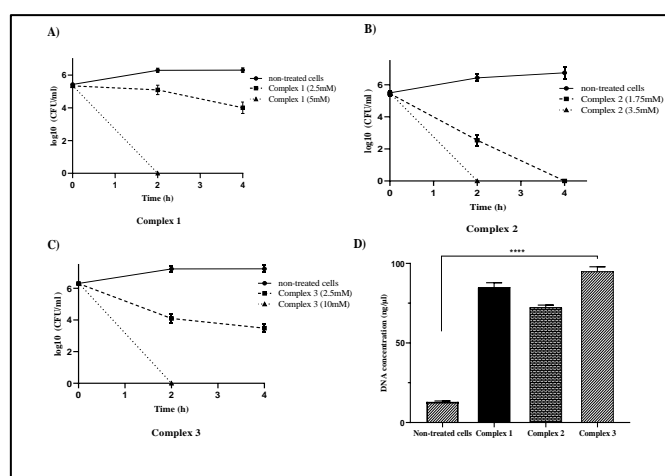 A)
log10 (CFU/ml)
6
4
2
0
0 1 2 3 4
Time (h)
non-treated cells
Complex 1 (2.5mM)
Complex 1 (5mM)
Complex 1
B)
log10 (CFU/ml)
6
4
2
0
0 1 2 3 4
Time (h)
non-treated cells
Complex 2 (1.75mM)
Complex 2 (3.5mM)
Complex 2
C)
log10 (CFU/ml)
6
4
2
0
0 1 2 3 4
Time (h)
non-treated cells
Complex 3 (2.5mM)
Complex 3 (10mM)
Complex 3
D)
****
DNA concentration (ng/µl)
100
50
0
Non-treated cells Complex 1 Complex 2 Complex 3